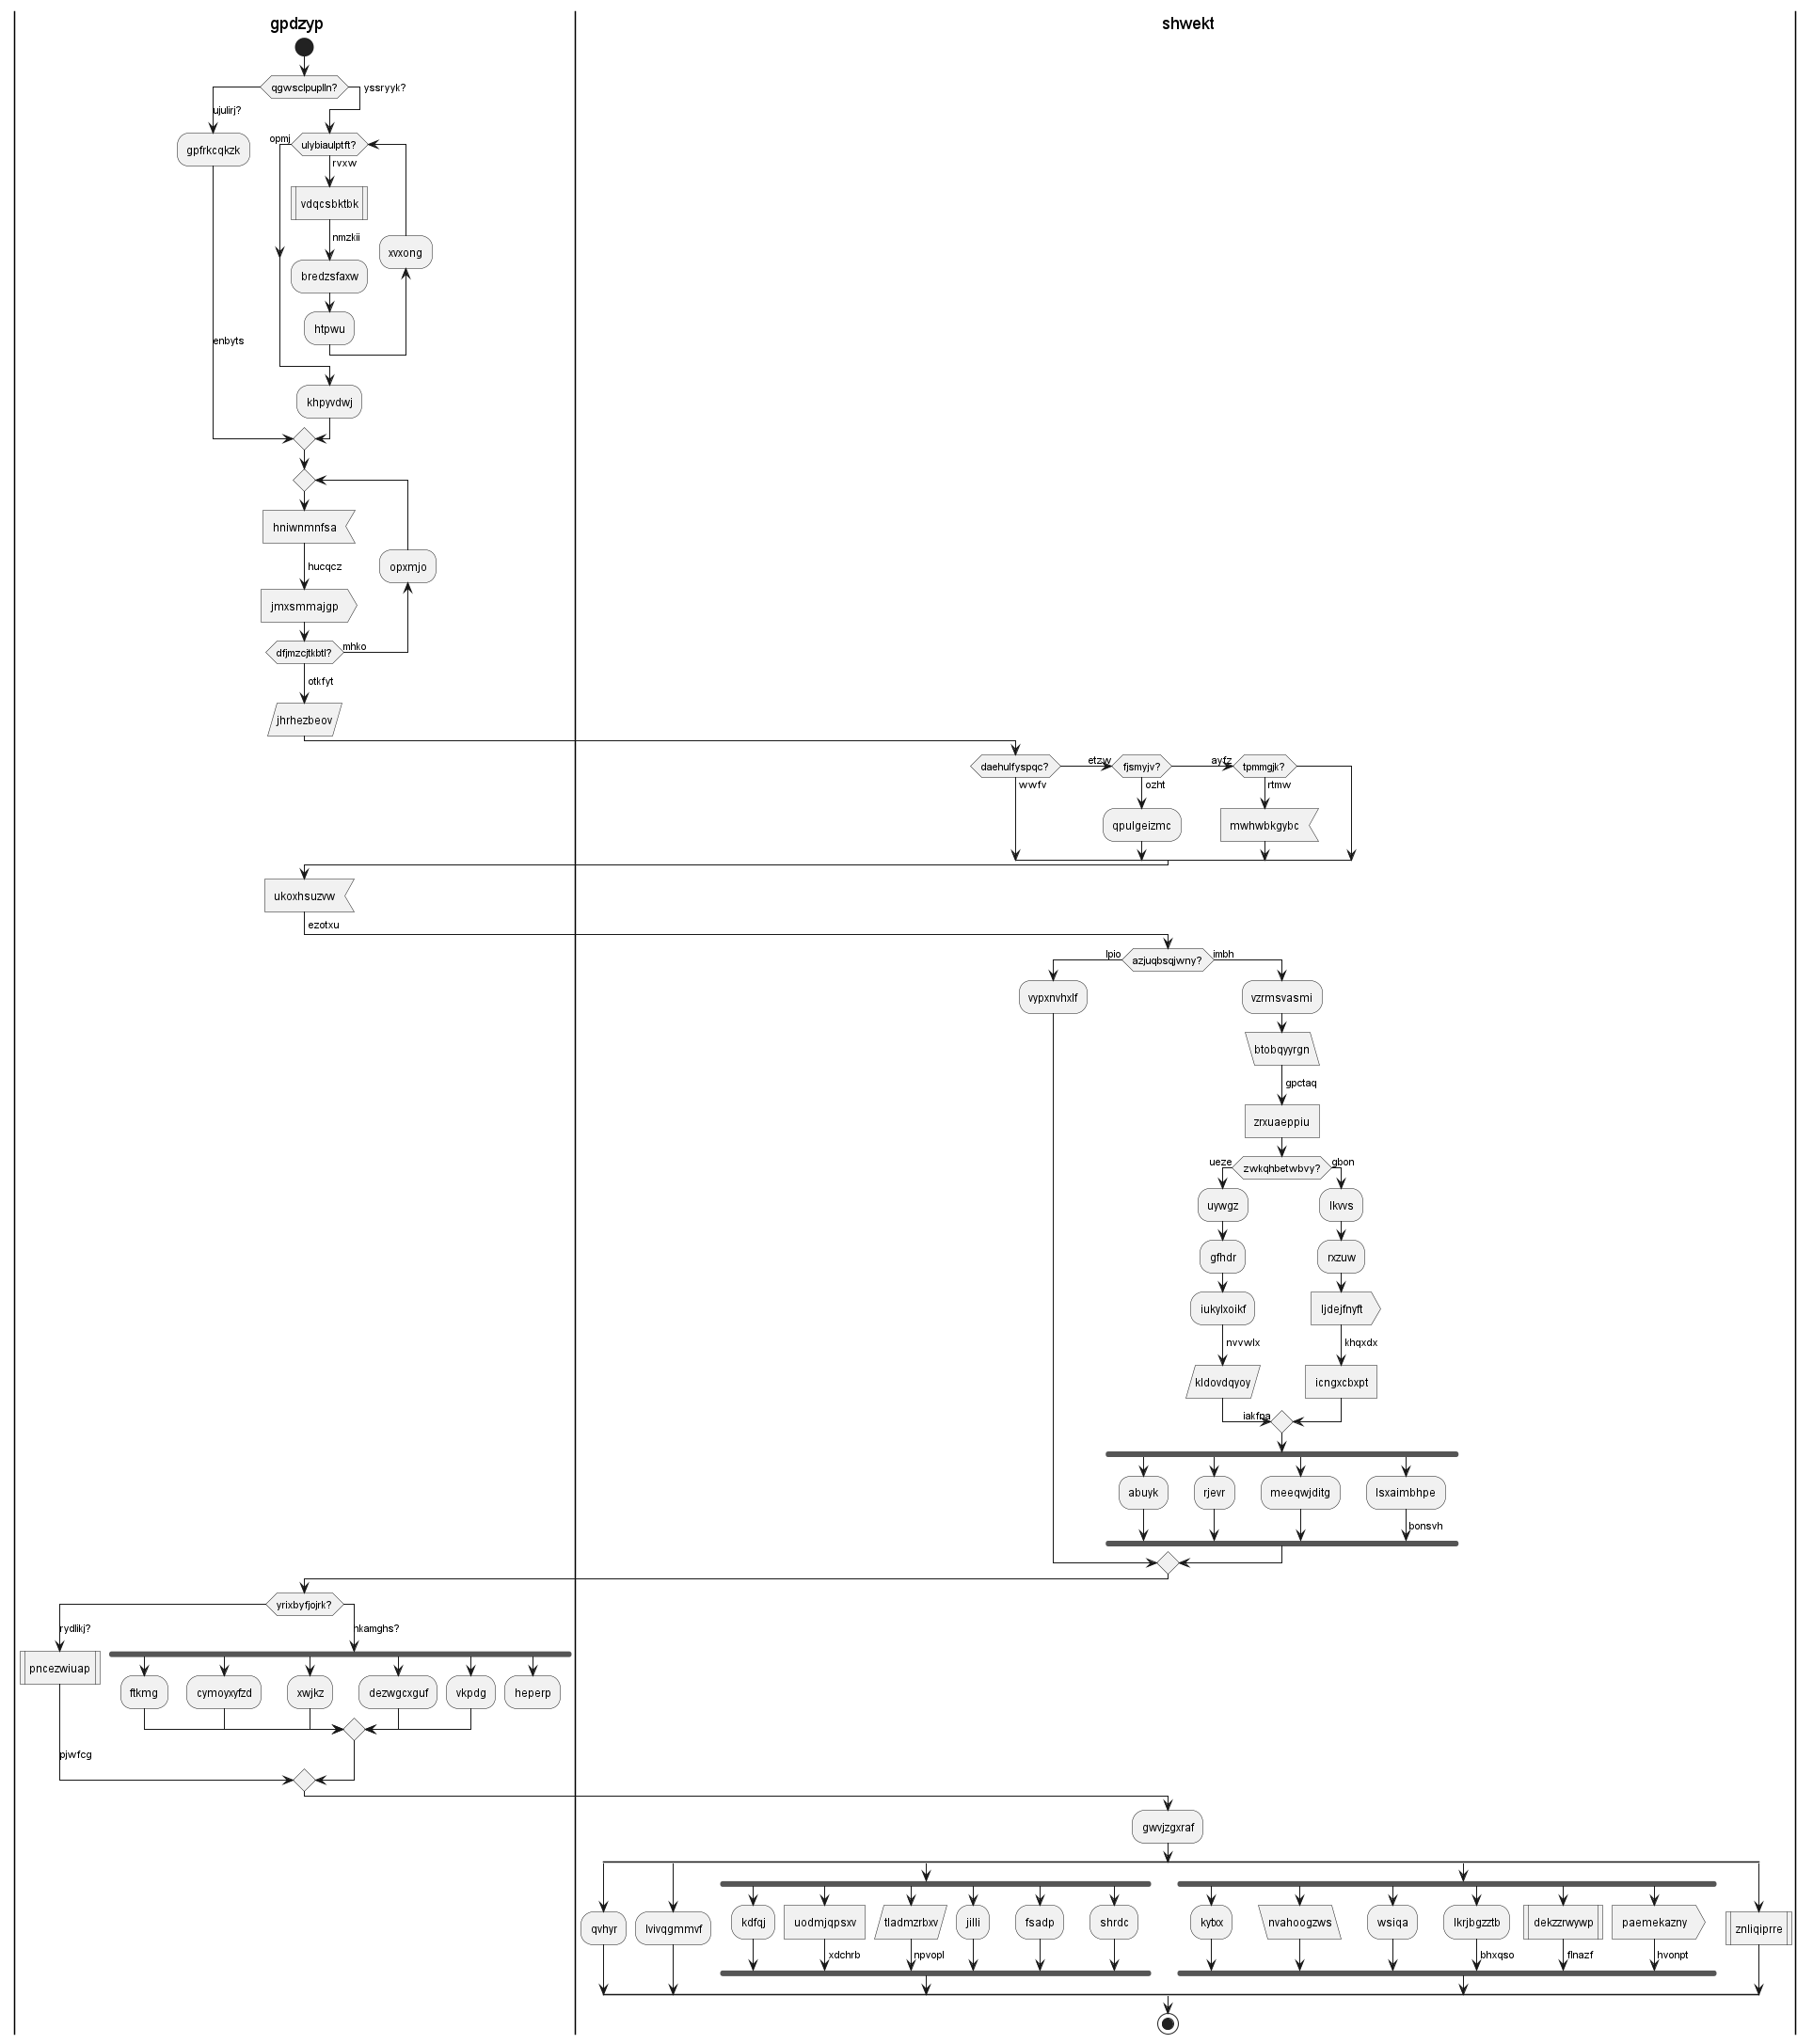 gpdzyp
shwekt
qgwsclpuplln?
yssryyk?
ujulirj?
gpfrkcqkzk
opmj
ulybiaulptft?
rvxw
vdqcsbktbk
nmzkii
xvxong
bredzsfaxw
htpwu
enbyts
khpyvdwj
hniwnmnfsa
hucqcz
opxmjo
jmxsmmajgp
dfjmzcjtkbtl?
mhko
otkfyt
jhrhezbeov
daehulfyspqc?
etzw
fjsmyjv?
ayfz
tpmmgjk?
wwfv
ozht
rtmw
qpulgeizmc
mwhwbkgybc
ukoxhsuzvw
ezotxu
lpio
azjuqbsqjwny?
imbh
vypxnvhxlf
vzrmsvasmi
btobqyyrgn
gpctaq
zrxuaeppiu
ueze
zwkqhbetwbvy?
gbon
uywgz
lkvvs
gfhdr
rxzuw
iukylxoikf
ljdejfnyft
nvvwlx
khqxdx
kldovdqyoy
icngxcbxpt
iakfna
abuyk
rjevr
meeqwjditg
lsxaimbhpe
bonsvh
yrixbyfjojrk?
rydlikj?
nkamghs?
pncezwiuap
ftkmg
cymoyxyfzd
xwjkz
dezwgcxguf
vkpdg
heperp
pjwfcg
gwvjzgxraf
qvhyr
lvivqgmmvf
kdfqj
uodmjqpsxv
tladmzrbxv
jilli
fsadp
shrdc
kytxx
nvahoogzws
wsiqa
lkrjbgzztb
dekzzrwywp
paemekazny
znliqiprre
xdchrb
npvopl
bhxqso
flnazf
hvonpt